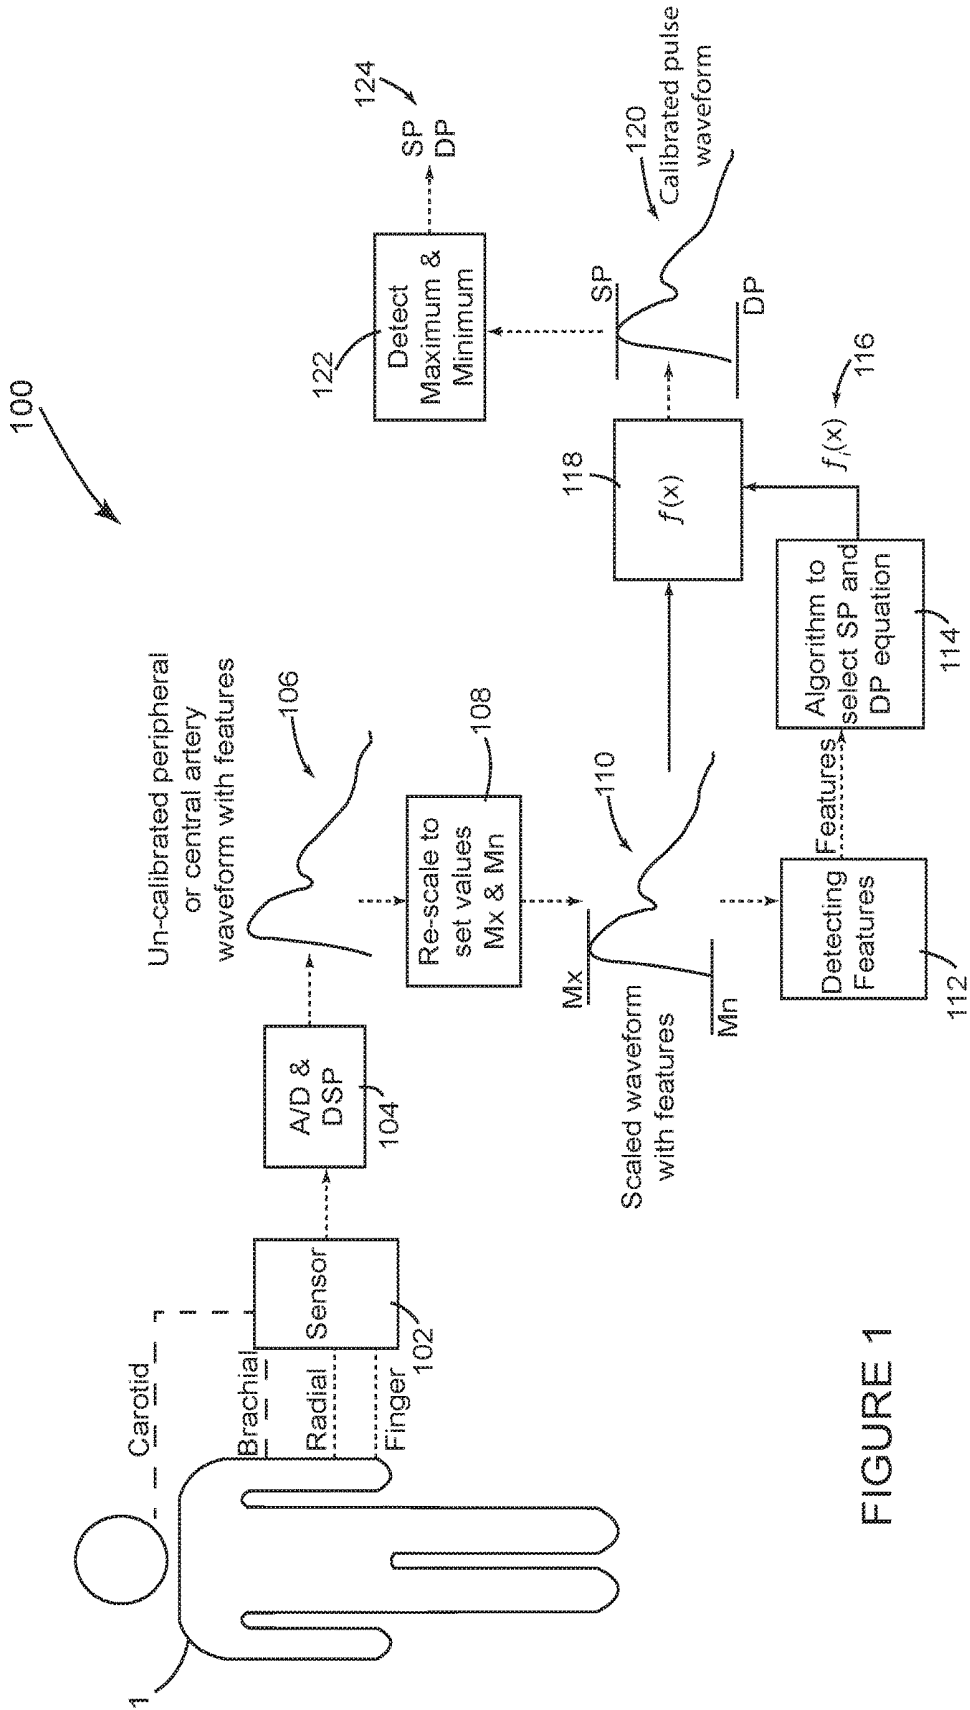 100
1
Carotid
Brachial
Radial
Finger
Sensor
102
A/D &
DSP
104
Un-calibrated peripheral
or central artery
waveform with features
106
Re-scale to
set values
Mx & Mn
108
Mx
Mn
Scaled waveform
with features
110
Detecting
Features
112
Features
Algorithm to
select SP and
DP equation
114
fi(x)
116
f(x)
118
SP
DP
120
Calibrated pulse
waveform
Detect
Maximum &
Minimum
122
SP
DP
124
FIGURE 1